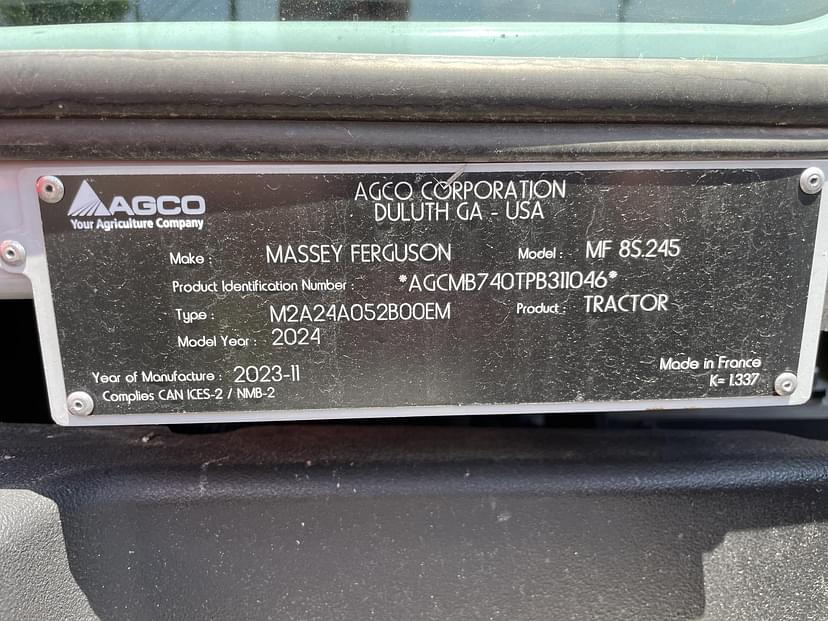 AGCO
Your Agriculture Company
AGCO CORPORATION
DULUTH GA - USA
Make : MASSEY FERGUSON Model : MF 8S.245
Product Identification Number : *AGCMB740TPB311046*
Type : M2A24A052B00EM Product : TRACTOR
Model Year : 2024
Year of Manufacture : 2023-11 Made in France
Complies CAN ICES-2 / NMB-2 K= 1.337